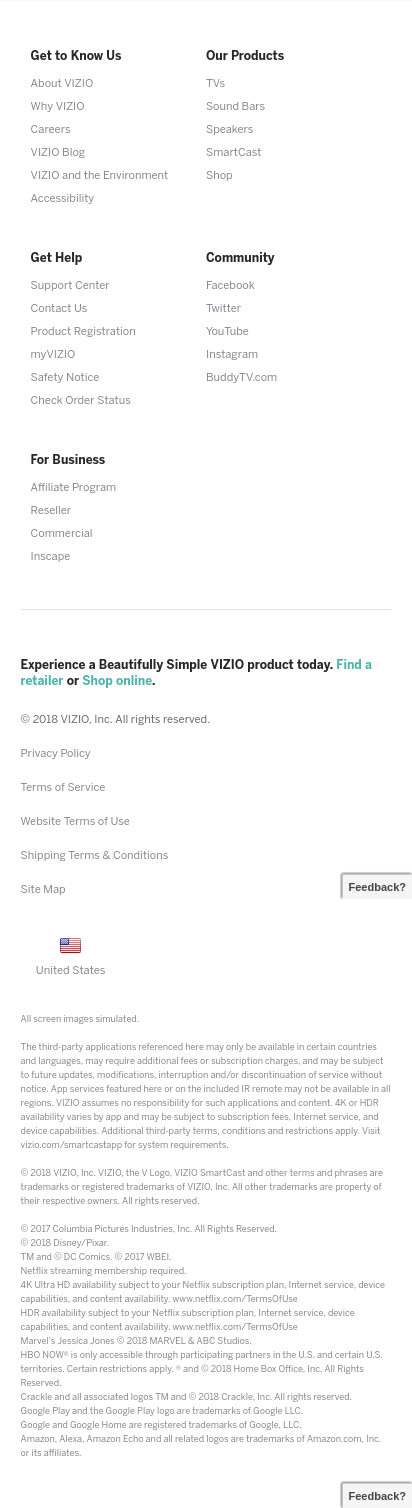 Get to Know Us
About VIZIO
Why VIZIO
Careers
VIZIO Blog
VIZIO and the Environment
Accessibility
Our Products
TVs
Sound Bars
Speakers
SmartCast
Shop
Get Help
Support Center
Contact Us
Product Registration
myVIZIO
Safety Notice
Check Order Status
Community
Facebook
Twitter
YouTube
Instagram
BuddyTV.com
For Business
Affiliate Program
Reseller
Commercial
Inscape
Experience a Beautifully Simple VIZIO product today. Find a
retailer or Shop online.
© 2018 VIZIO, Inc. All rights reserved.
Privacy Policy
Terms of Service
Website Terms of Use
Shipping Terms & Conditions
Site Map
Feedback?
United States
All screen images simulated.
The third-party applications referenced here may only be available in certain countries
and languages, may require additional fees or subscription charges, and may be subject
to future updates, modifications, interruption and/or discontinuation of service without
notice. App services featured here or on the included IR remote may not be available in all
regions. VIZIO assumes no responsibility for such applications and content. 4K or HDR
availability varies by app and may be subject to subscription fees, Internet service, and
device capabilities. Additional third-party terms, conditions and restrictions apply. Visit
vizio.com/smartcastapp for system requirements.
© 2018 VIZIO, Inc. VIZIO, the V Logo, VIZIO SmartCast and other terms and phrases are
trademarks or registered trademarks of VIZIO, Inc. All other trademarks are property of
their respective owners. All rights reserved.
© 2017 Columbia Pictures Industries, Inc. All Rights Reserved.
© 2018 Disney/Pixar.
TM and © DC Comics. © 2017 WBEI.
Netflix streaming membership required.
4K Ultra HD availability subject to your Netflix subscription plan, Internet service, device
capabilities, and content availability. www.netflix.com/TermsOfUse
HDR availability subject to your Netflix subscription plan, Internet service, device
capabilities, and content availability. www.netflix.com/TermsOfUse
Marvel's Jessica Jones © 2018 MARVEL & ABC Studios.
HBO NOW® is only accessible through participating partners in the U.S. and certain U.S.
territories. Certain restrictions apply. ® and © 2018 Home Box Office, Inc. All Rights
Reserved.
Crackle and all associated logos TM and © 2018 Crackle, Inc. All rights reserved.
Google Play and the Google Play logo are trademarks of Google LLC.
Google and Google Home are registered trademarks of Google, LLC.
Amazon, Alexa, Amazon Echo and all related logos are trademarks of Amazon.com, Inc.
or its affiliates.
Feedback?